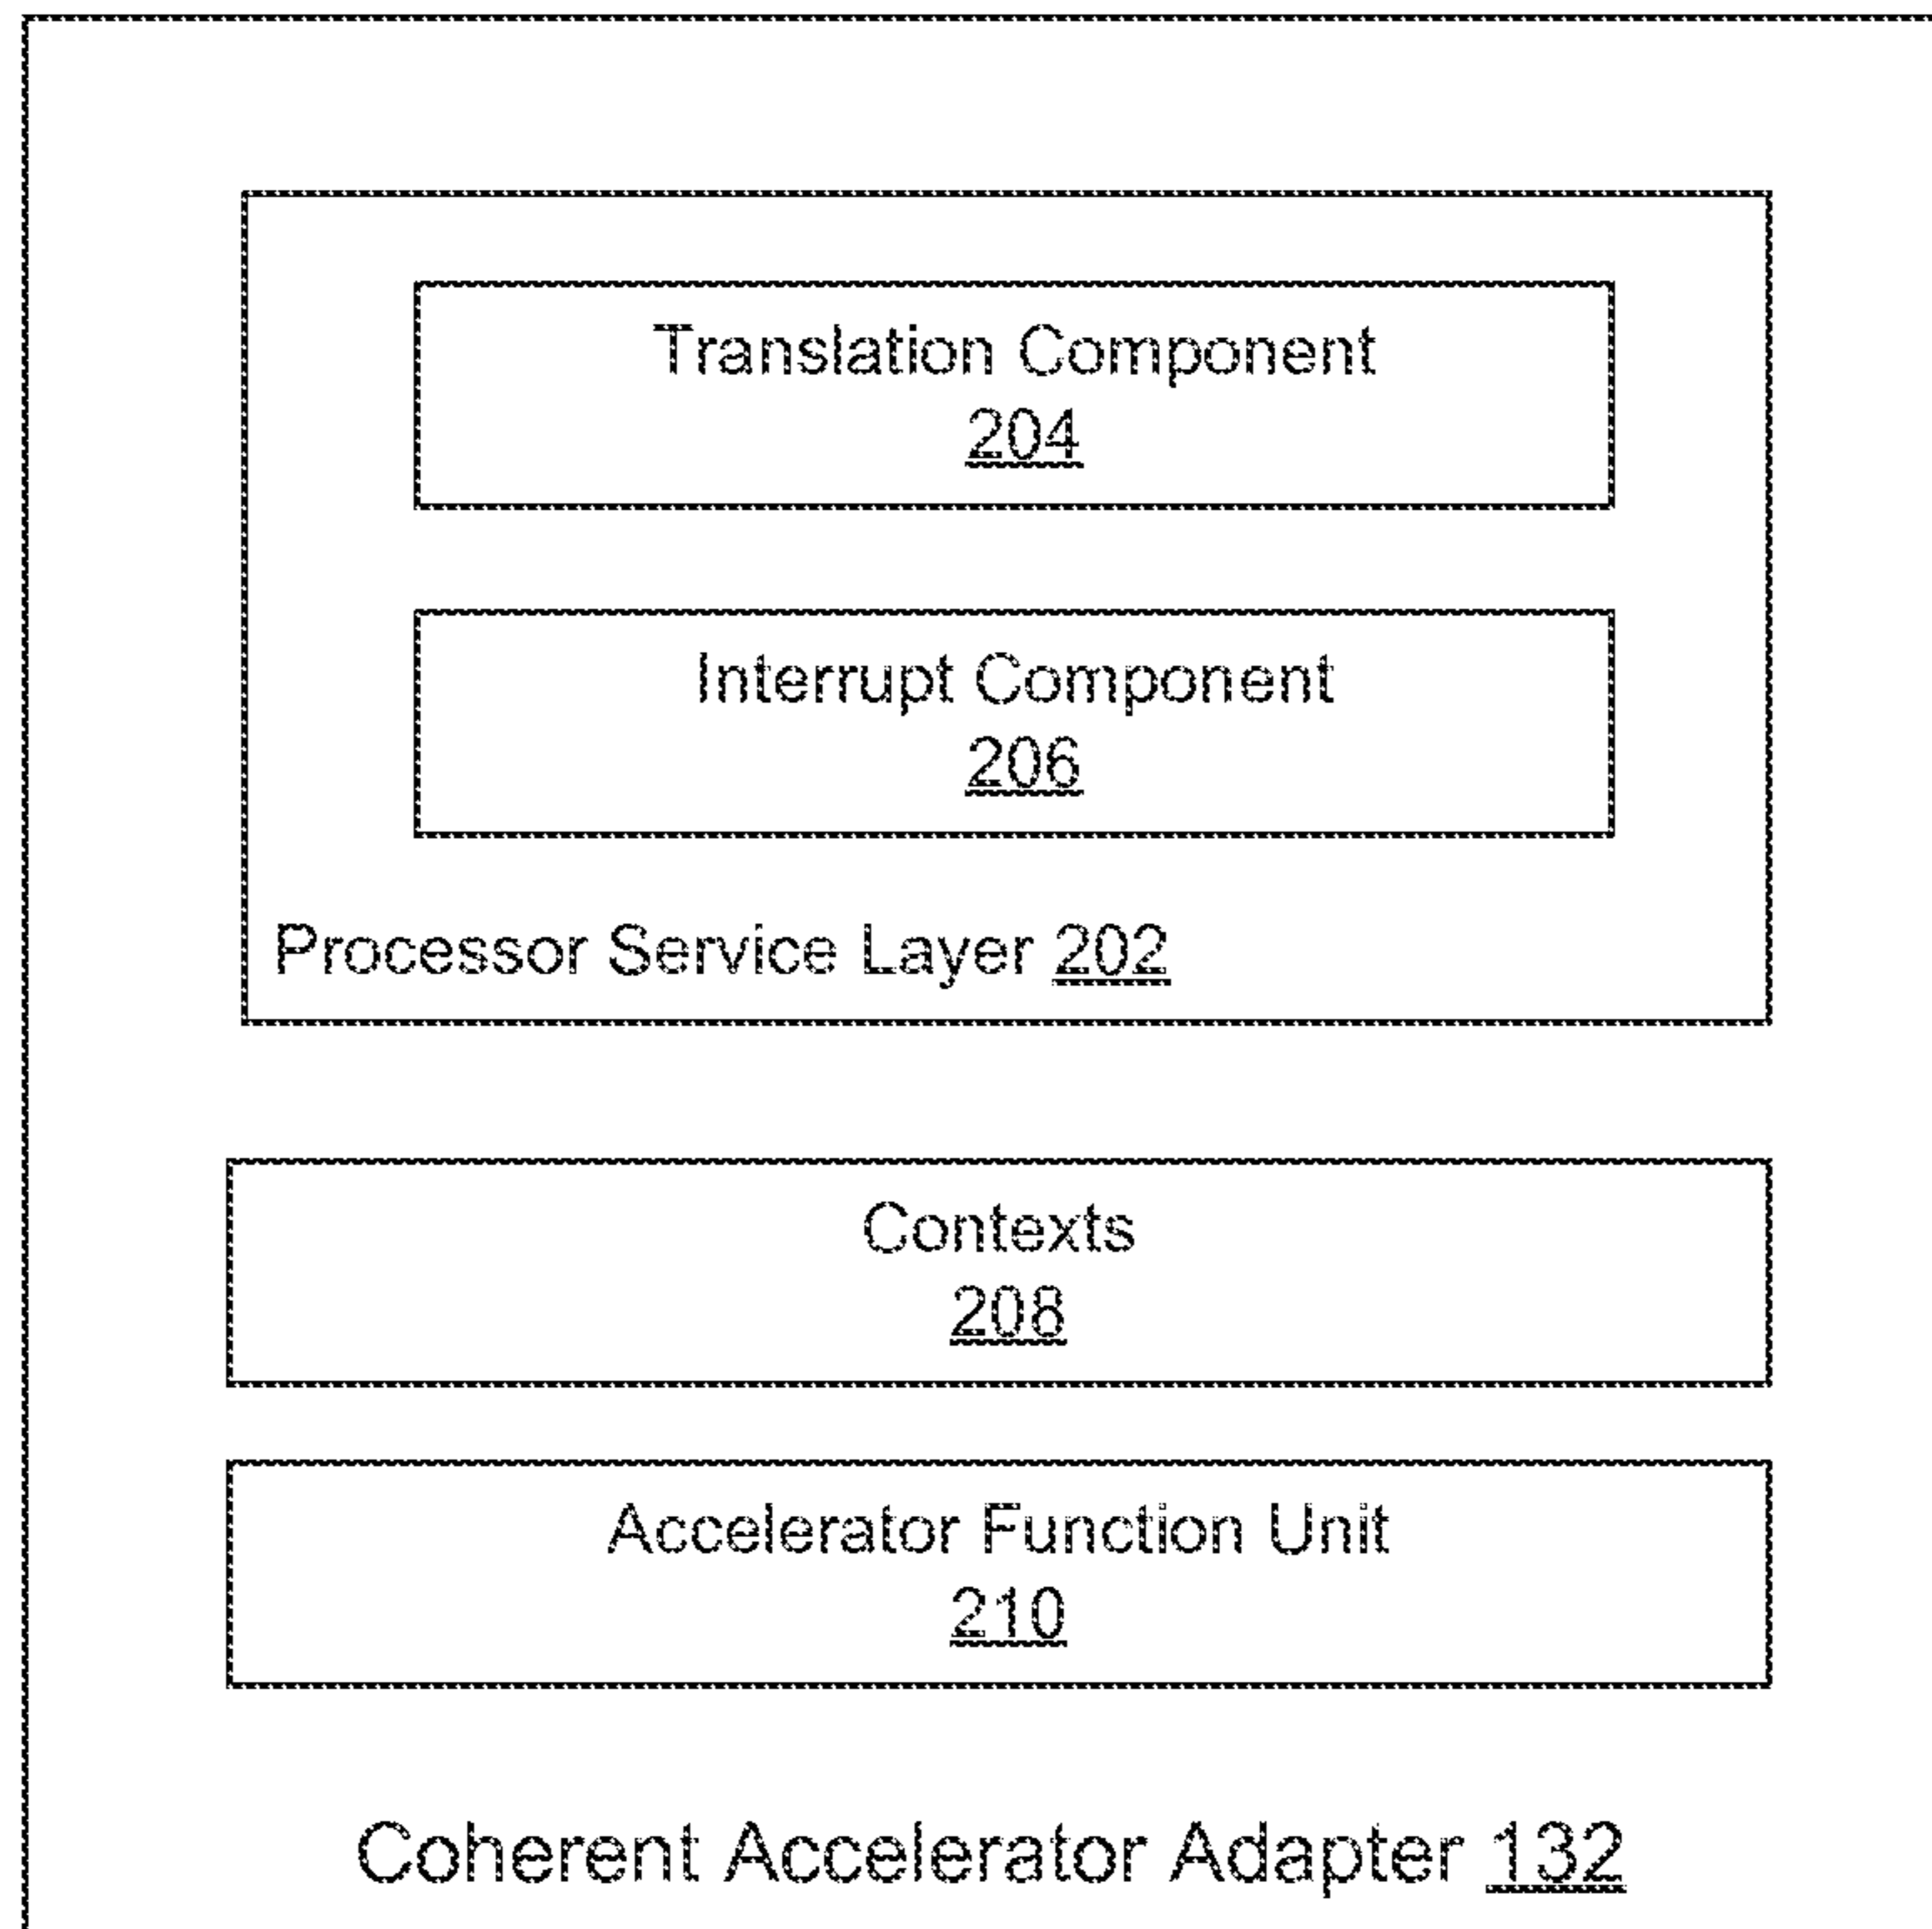 Translation Component
204
Interrupt Component
206
Processor Service Layer 202
Contexts
208
Accelerator Function Unit
210
Coherent Accelerator Adapter 132